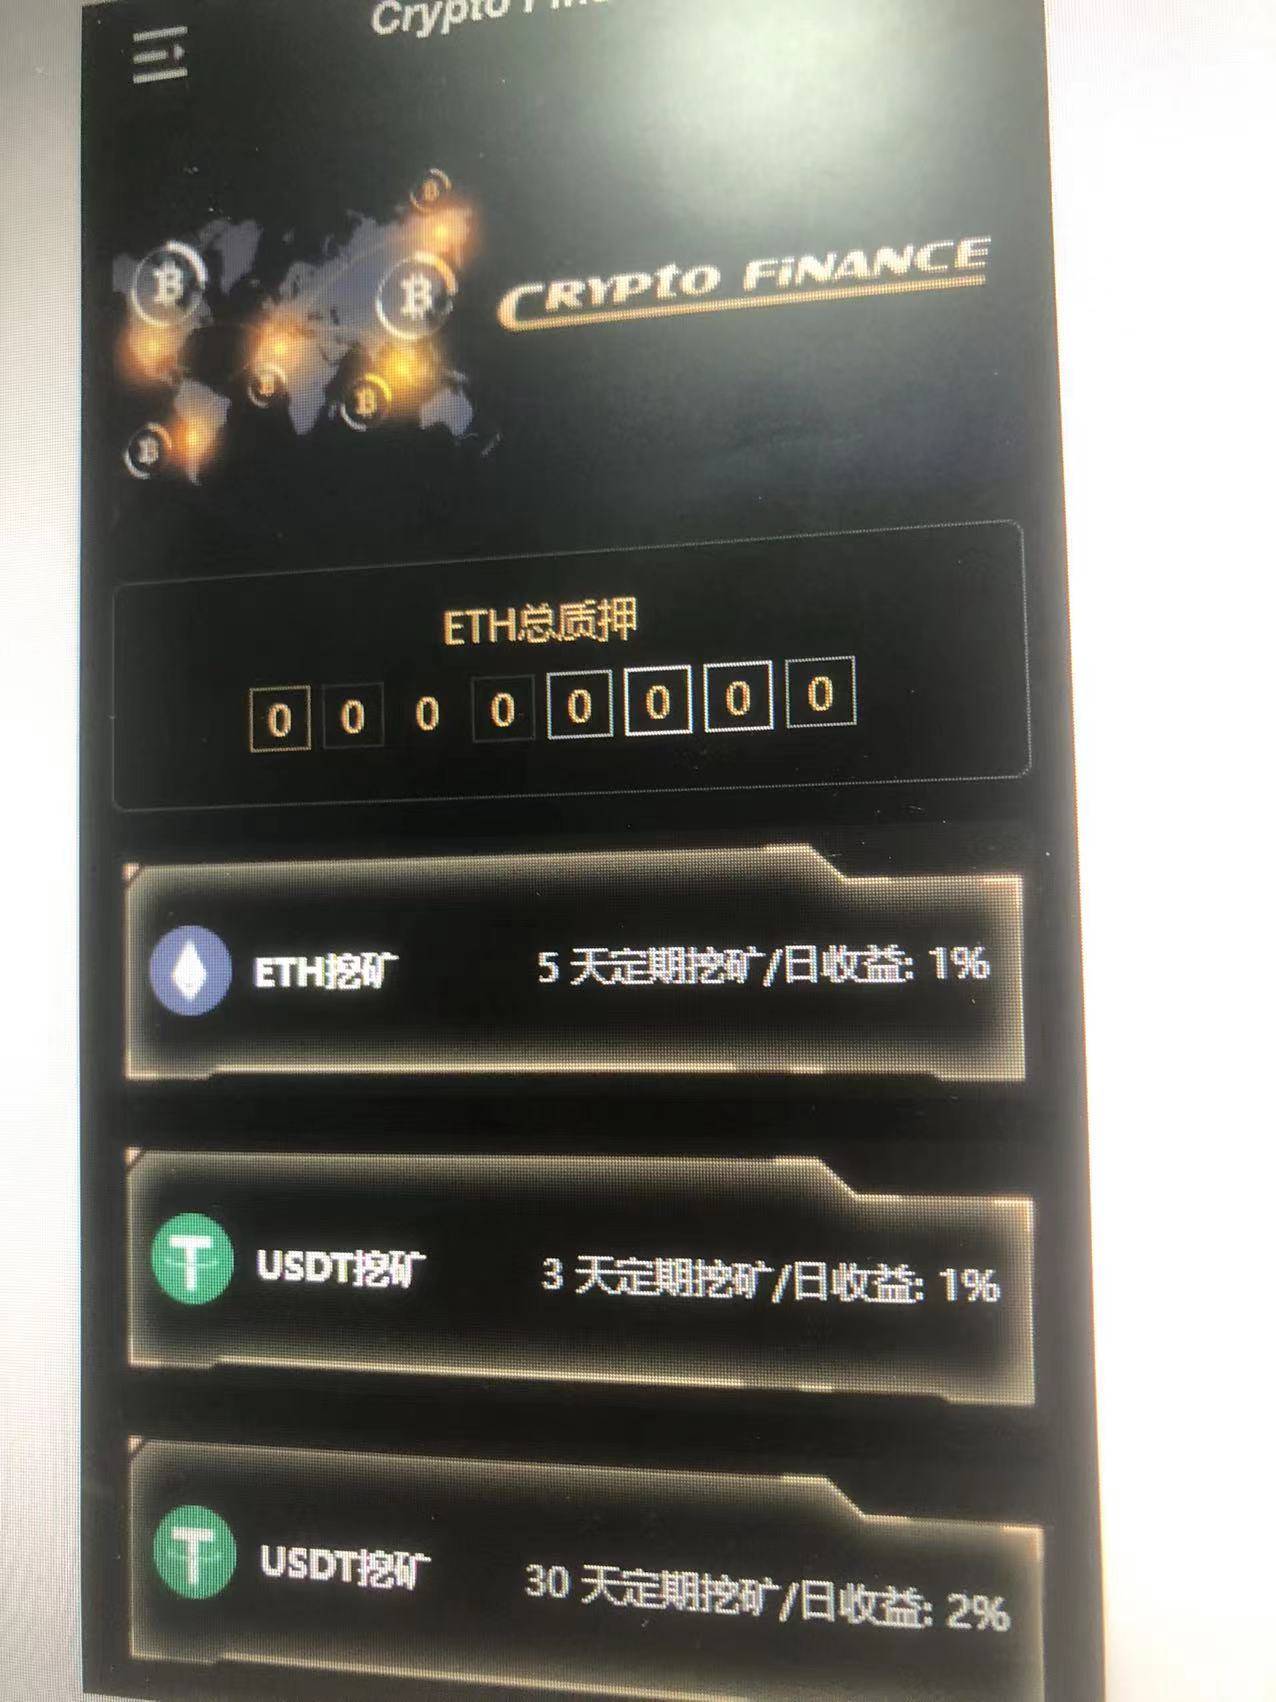 Crypto
CRYPTO FINANCE
ETH总质押
0 0 0 0 0 0 0 0
ETH挖矿 5 天定期挖矿/日收益: 1%
USDT挖矿 3 天定期挖矿/日收益: 1%
USDT挖矿 30 天定期挖矿/日收益: 2%